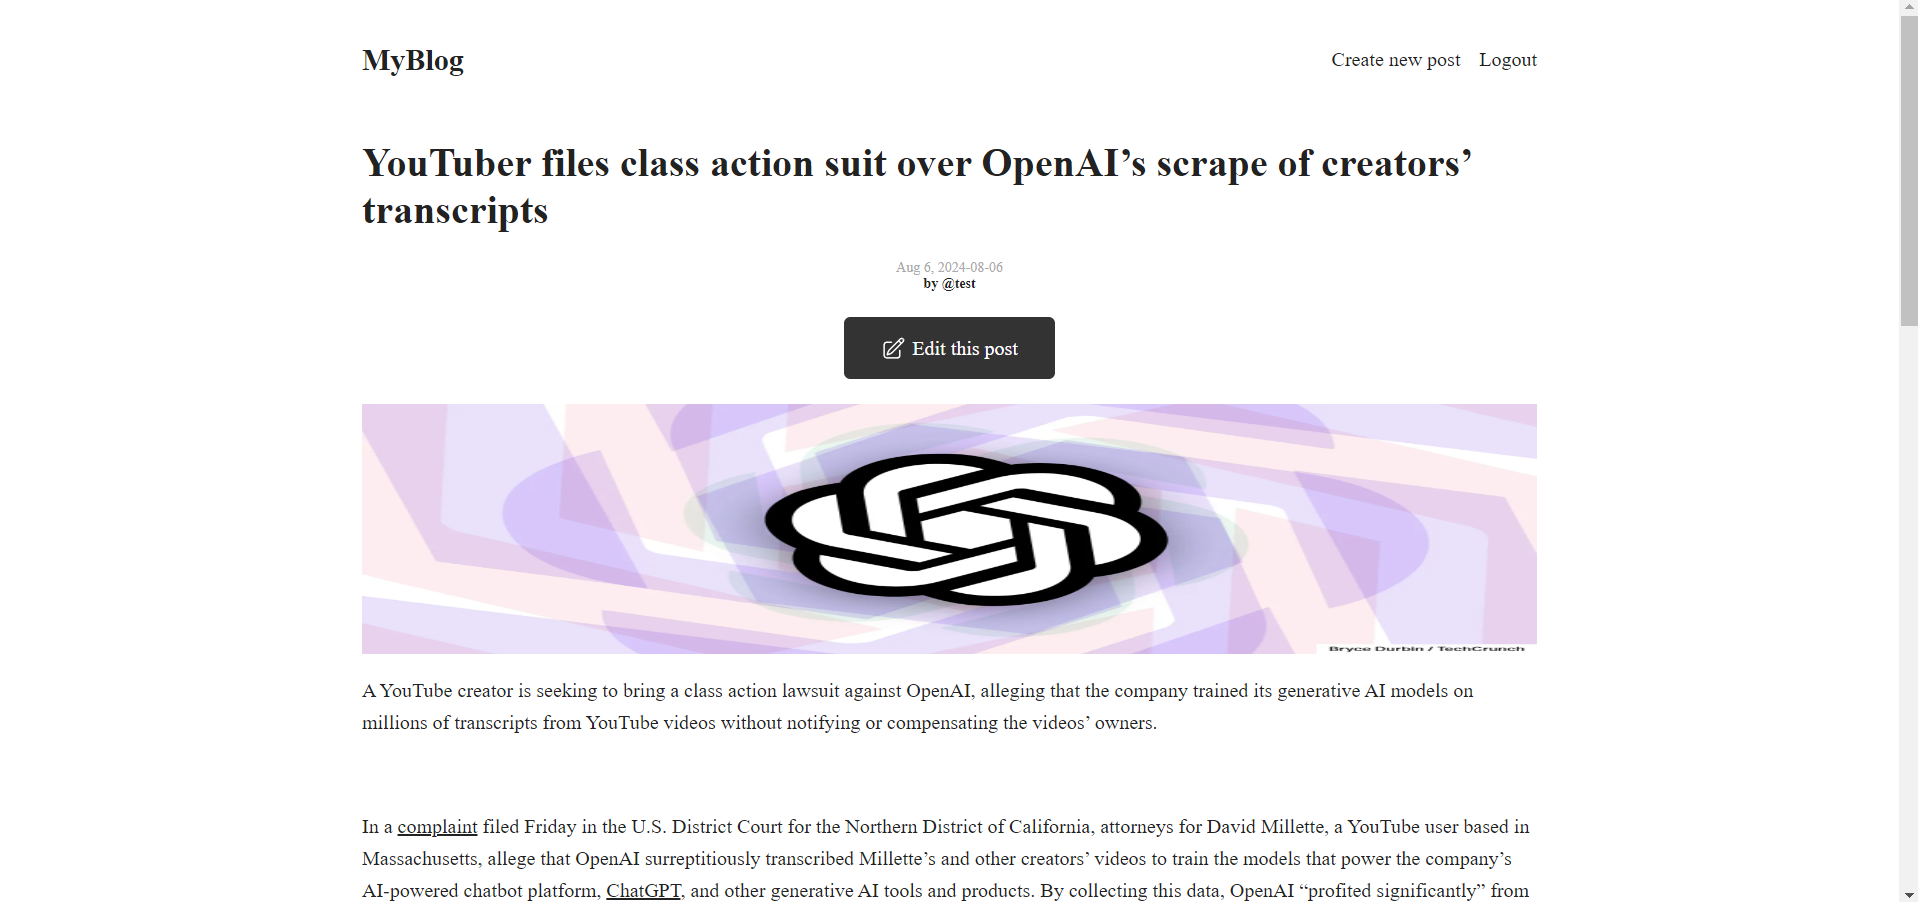 MyBlog
Create new post
Logout
YouTuber files class action suit over OpenAI’s scrape of creators’
transcripts
Aug 6, 2024-08-06
by @test
Edit this post
Bryce Durbin / TechCrunch
A YouTube creator is seeking to bring a class action lawsuit against OpenAI, alleging that the company trained its generative AI models on
millions of transcripts from YouTube videos without notifying or compensating the videos’ owners.
In a complaint filed Friday in the U.S. District Court for the Northern District of California, attorneys for David Millette, a YouTube user based in
Massachusetts, allege that OpenAI surreptitiously transcribed Millette’s and other creators’ videos to train the models that power the company’s
AI-powered chatbot platform, ChatGPT, and other generative AI tools and products. By collecting this data, OpenAI “profited significantly” from